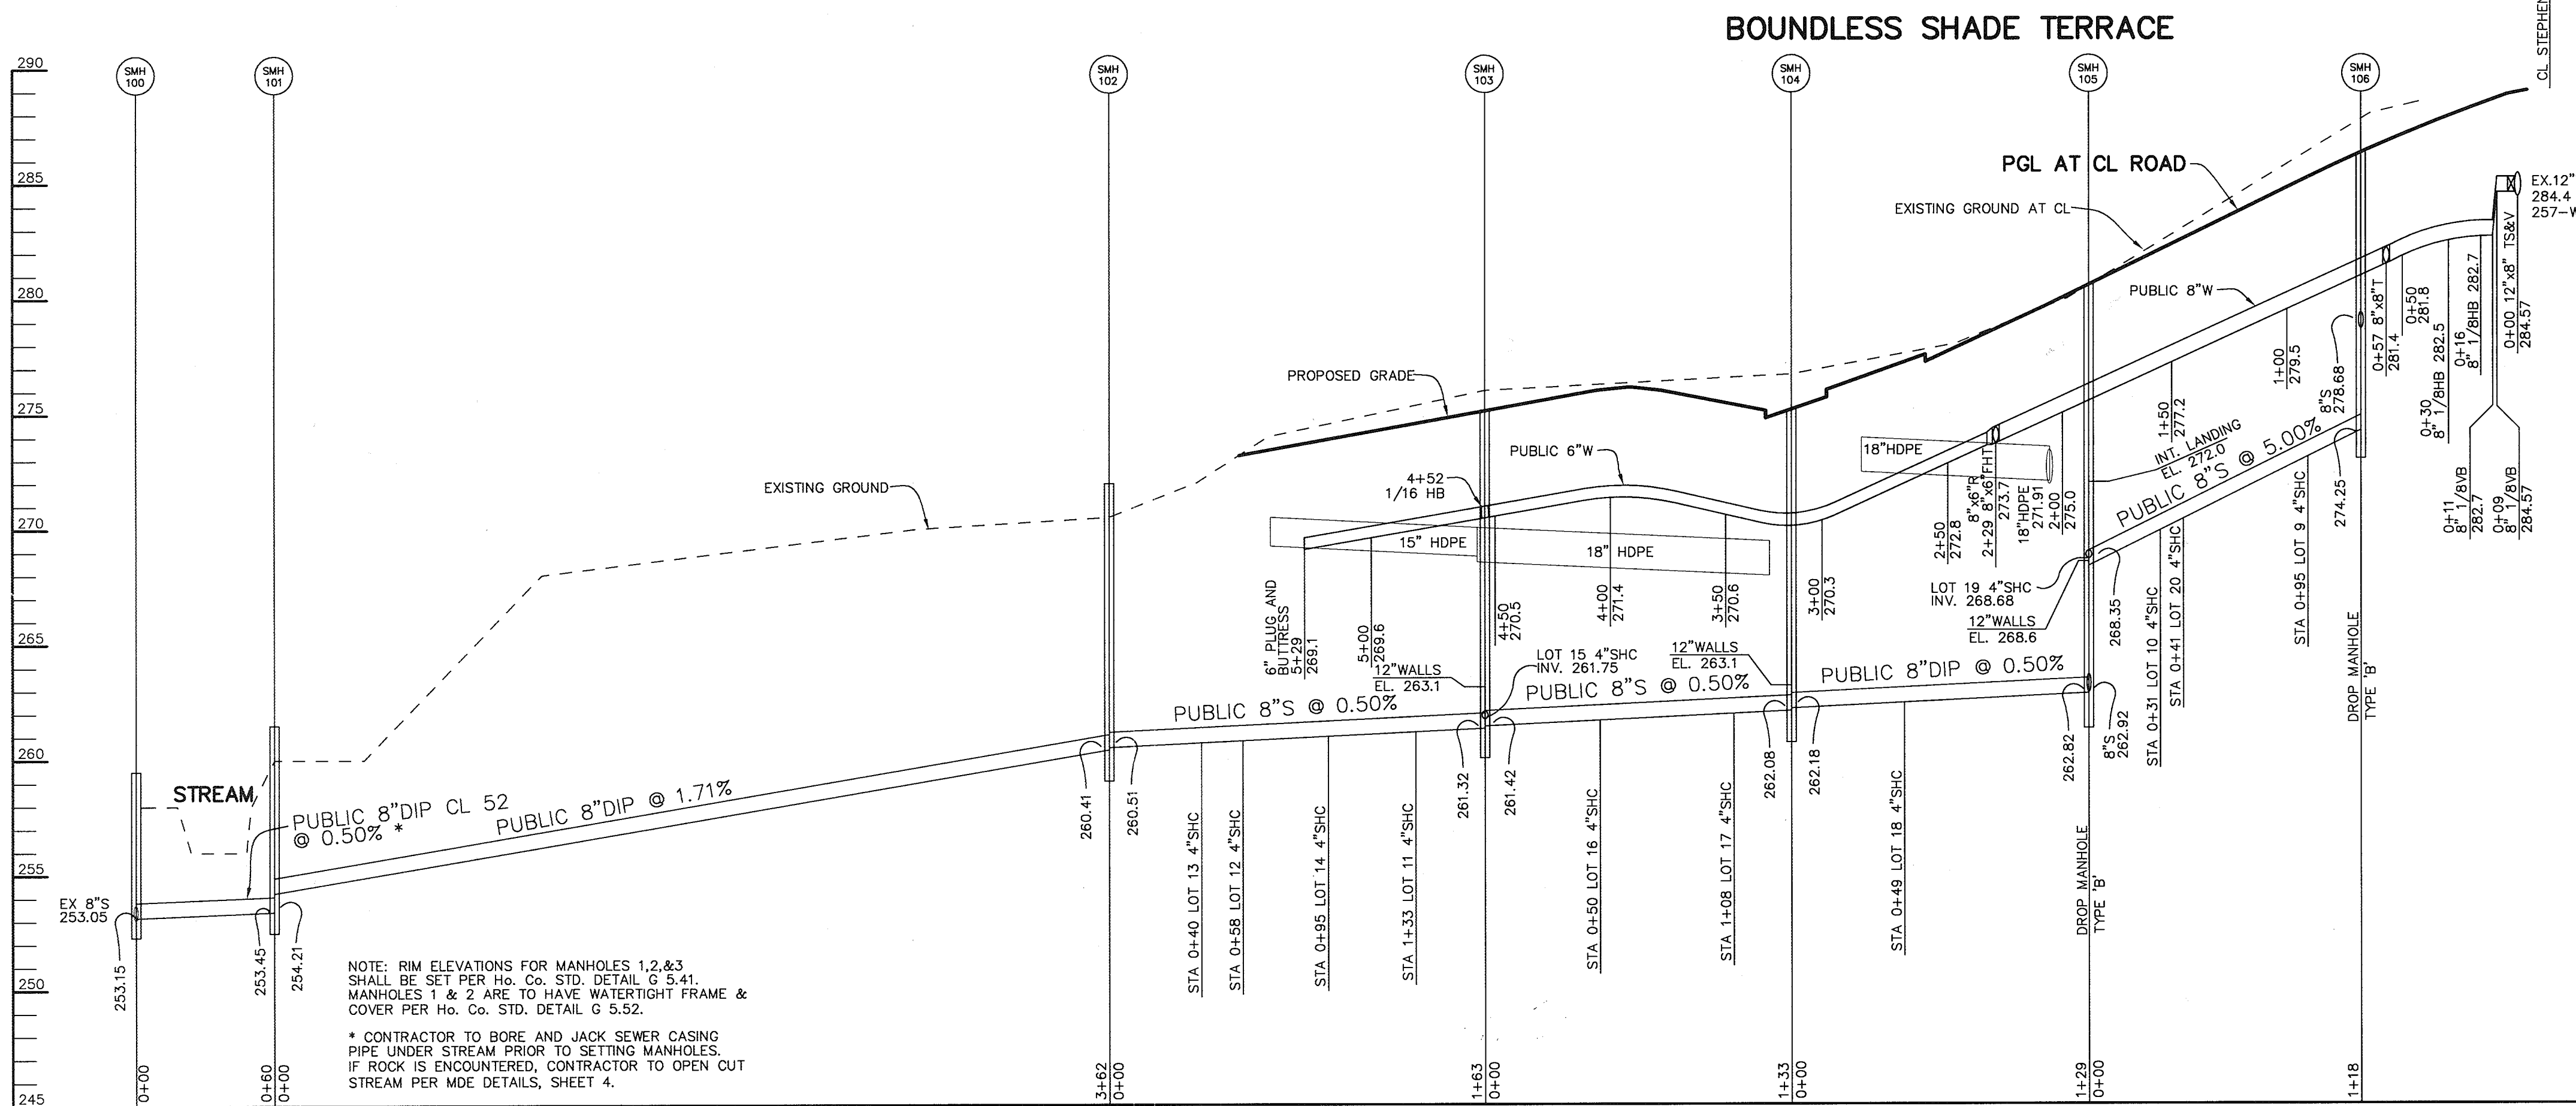 BOUNDLESS SHADE TERRACE
CL STEPHEN
290
285
280
275
270
265
260
255
250
245
SMH
100
SMH
101
SMH
102
SMH
103
SMH
104
SMH
105
SMH
106
PGL AT CL ROAD
EXISTING GROUND AT CL
PUBLIC 8"W
PROPOSED GRADE
PUBLIC 6"W
EXISTING GROUND
4+52
1/16 HB
15" HDPE
18" HDPE
18"HDPE
EX.12"
284.4
257-W
0+00 12"x8" TS&V
284.57
0+16
8" 1/8HB 282.7
0+30
8" 1/8HB 282.5
0+50
281.8
0+57 8"x8"T
281.4
8"S
278.68
1+00
279.5
1+50
277.2
INT. LANDING
EL. 272.0
PUBLIC 8"S @ 5.00%
2+00
275.0
18"HDPE
271.91
8"x6"R
2+29 8"x6"FHT
273.7
2+50
272.8
3+00
270.3
3+50
270.6
4+00
271.4
4+50
270.5
5+00
269.6
6" PLUG AND
BUTTRESS
5+29
269.1
0+11
8" 1/8VB
282.7
0+09
8" 1/8VB
284.57
274.25
STA 0+95 LOT 9 4"SHC
STA 0+41 LOT 20 4"SHC
STA 0+31 LOT 10 4"SHC
268.35
LOT 19 4"SHC
INV. 268.68
12"WALLS
EL. 268.6
12"WALLS
EL. 263.1
LOT 15 4"SHC
INV. 261.75
12"WALLS
EL. 263.1
PUBLIC 8"S @ 0.50%
PUBLIC 8"S @ 0.50%
PUBLIC 8"DIP @ 0.50%
DROP MANHOLE
TYPE 'B'
DROP MANHOLE
TYPE 'B'
STREAM
PUBLIC 8"DIP CL 52
@ 0.50% *
PUBLIC 8"DIP @ 1.71%
EX 8"S
253.05
253.15
253.45
254.21
260.41
260.51
261.32
261.42
262.08
262.18
262.82
8"S
262.92
STA 0+40 LOT 13 4"SHC
STA 0+58 LOT 12 4"SHC
STA 0+95 LOT 14 4"SHC
STA 1+33 LOT 11 4"SHC
STA 0+50 LOT 16 4"SHC
STA 1+08 LOT 17 4"SHC
STA 0+49 LOT 18 4"SHC
NOTE: RIM ELEVATIONS FOR MANHOLES 1,2,&3
SHALL BE SET PER Ho. Co. STD. DETAIL G 5.41.
MANHOLES 1 & 2 ARE TO HAVE WATERTIGHT FRAME &
COVER PER Ho. Co. STD. DETAIL G 5.52.
* CONTRACTOR TO BORE AND JACK SEWER CASING
PIPE UNDER STREAM PRIOR TO SETTING MANHOLES.
IF ROCK IS ENCOUNTERED, CONTRACTOR TO OPEN CUT
STREAM PER MDE DETAILS, SHEET 4.
0+00
0+60
0+00
3+62
0+00
1+63
0+00
1+33
0+00
1+29
0+00
1+18